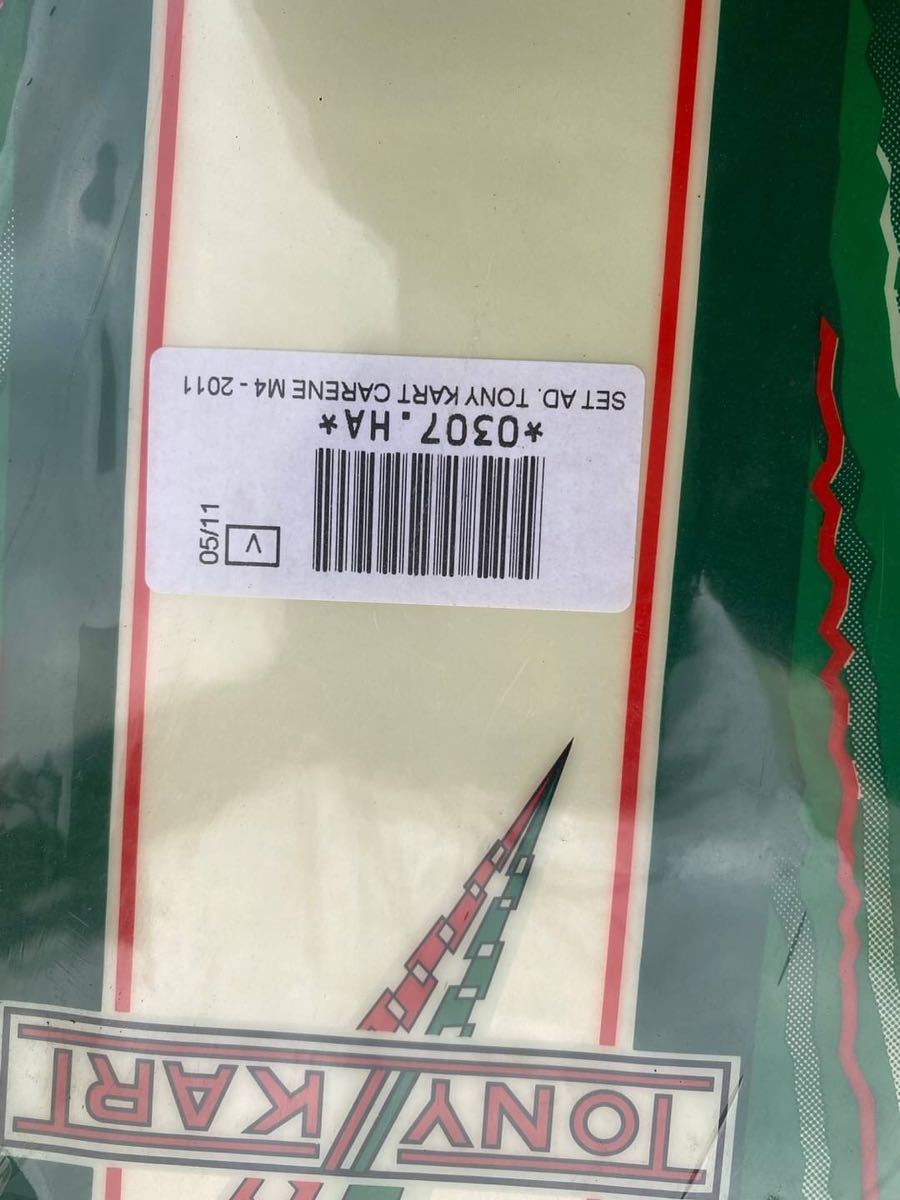 TONY KART
05/11
V
*0307.HA*
SET AD. TONY KART CARENE M4 - 2011